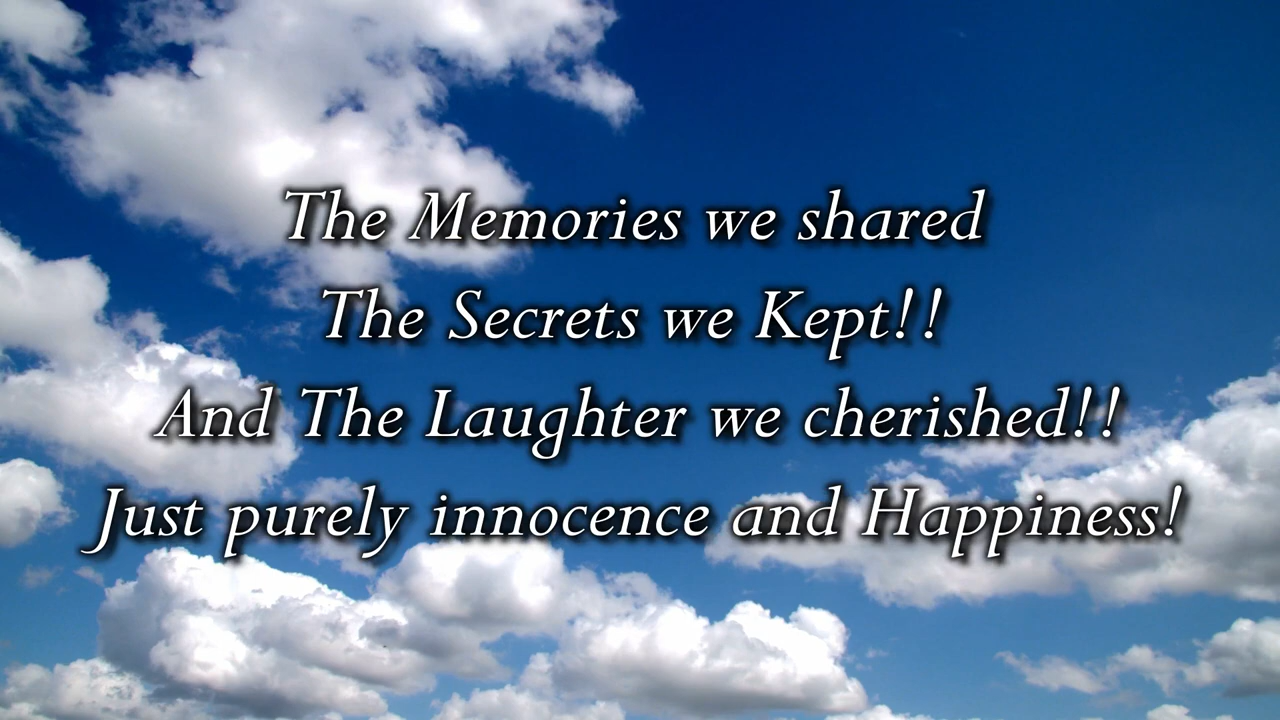 The Memories we shared
The Secrets we Kept!!
And The Laughter we cherished!!
Just purely innocence and Happiness!